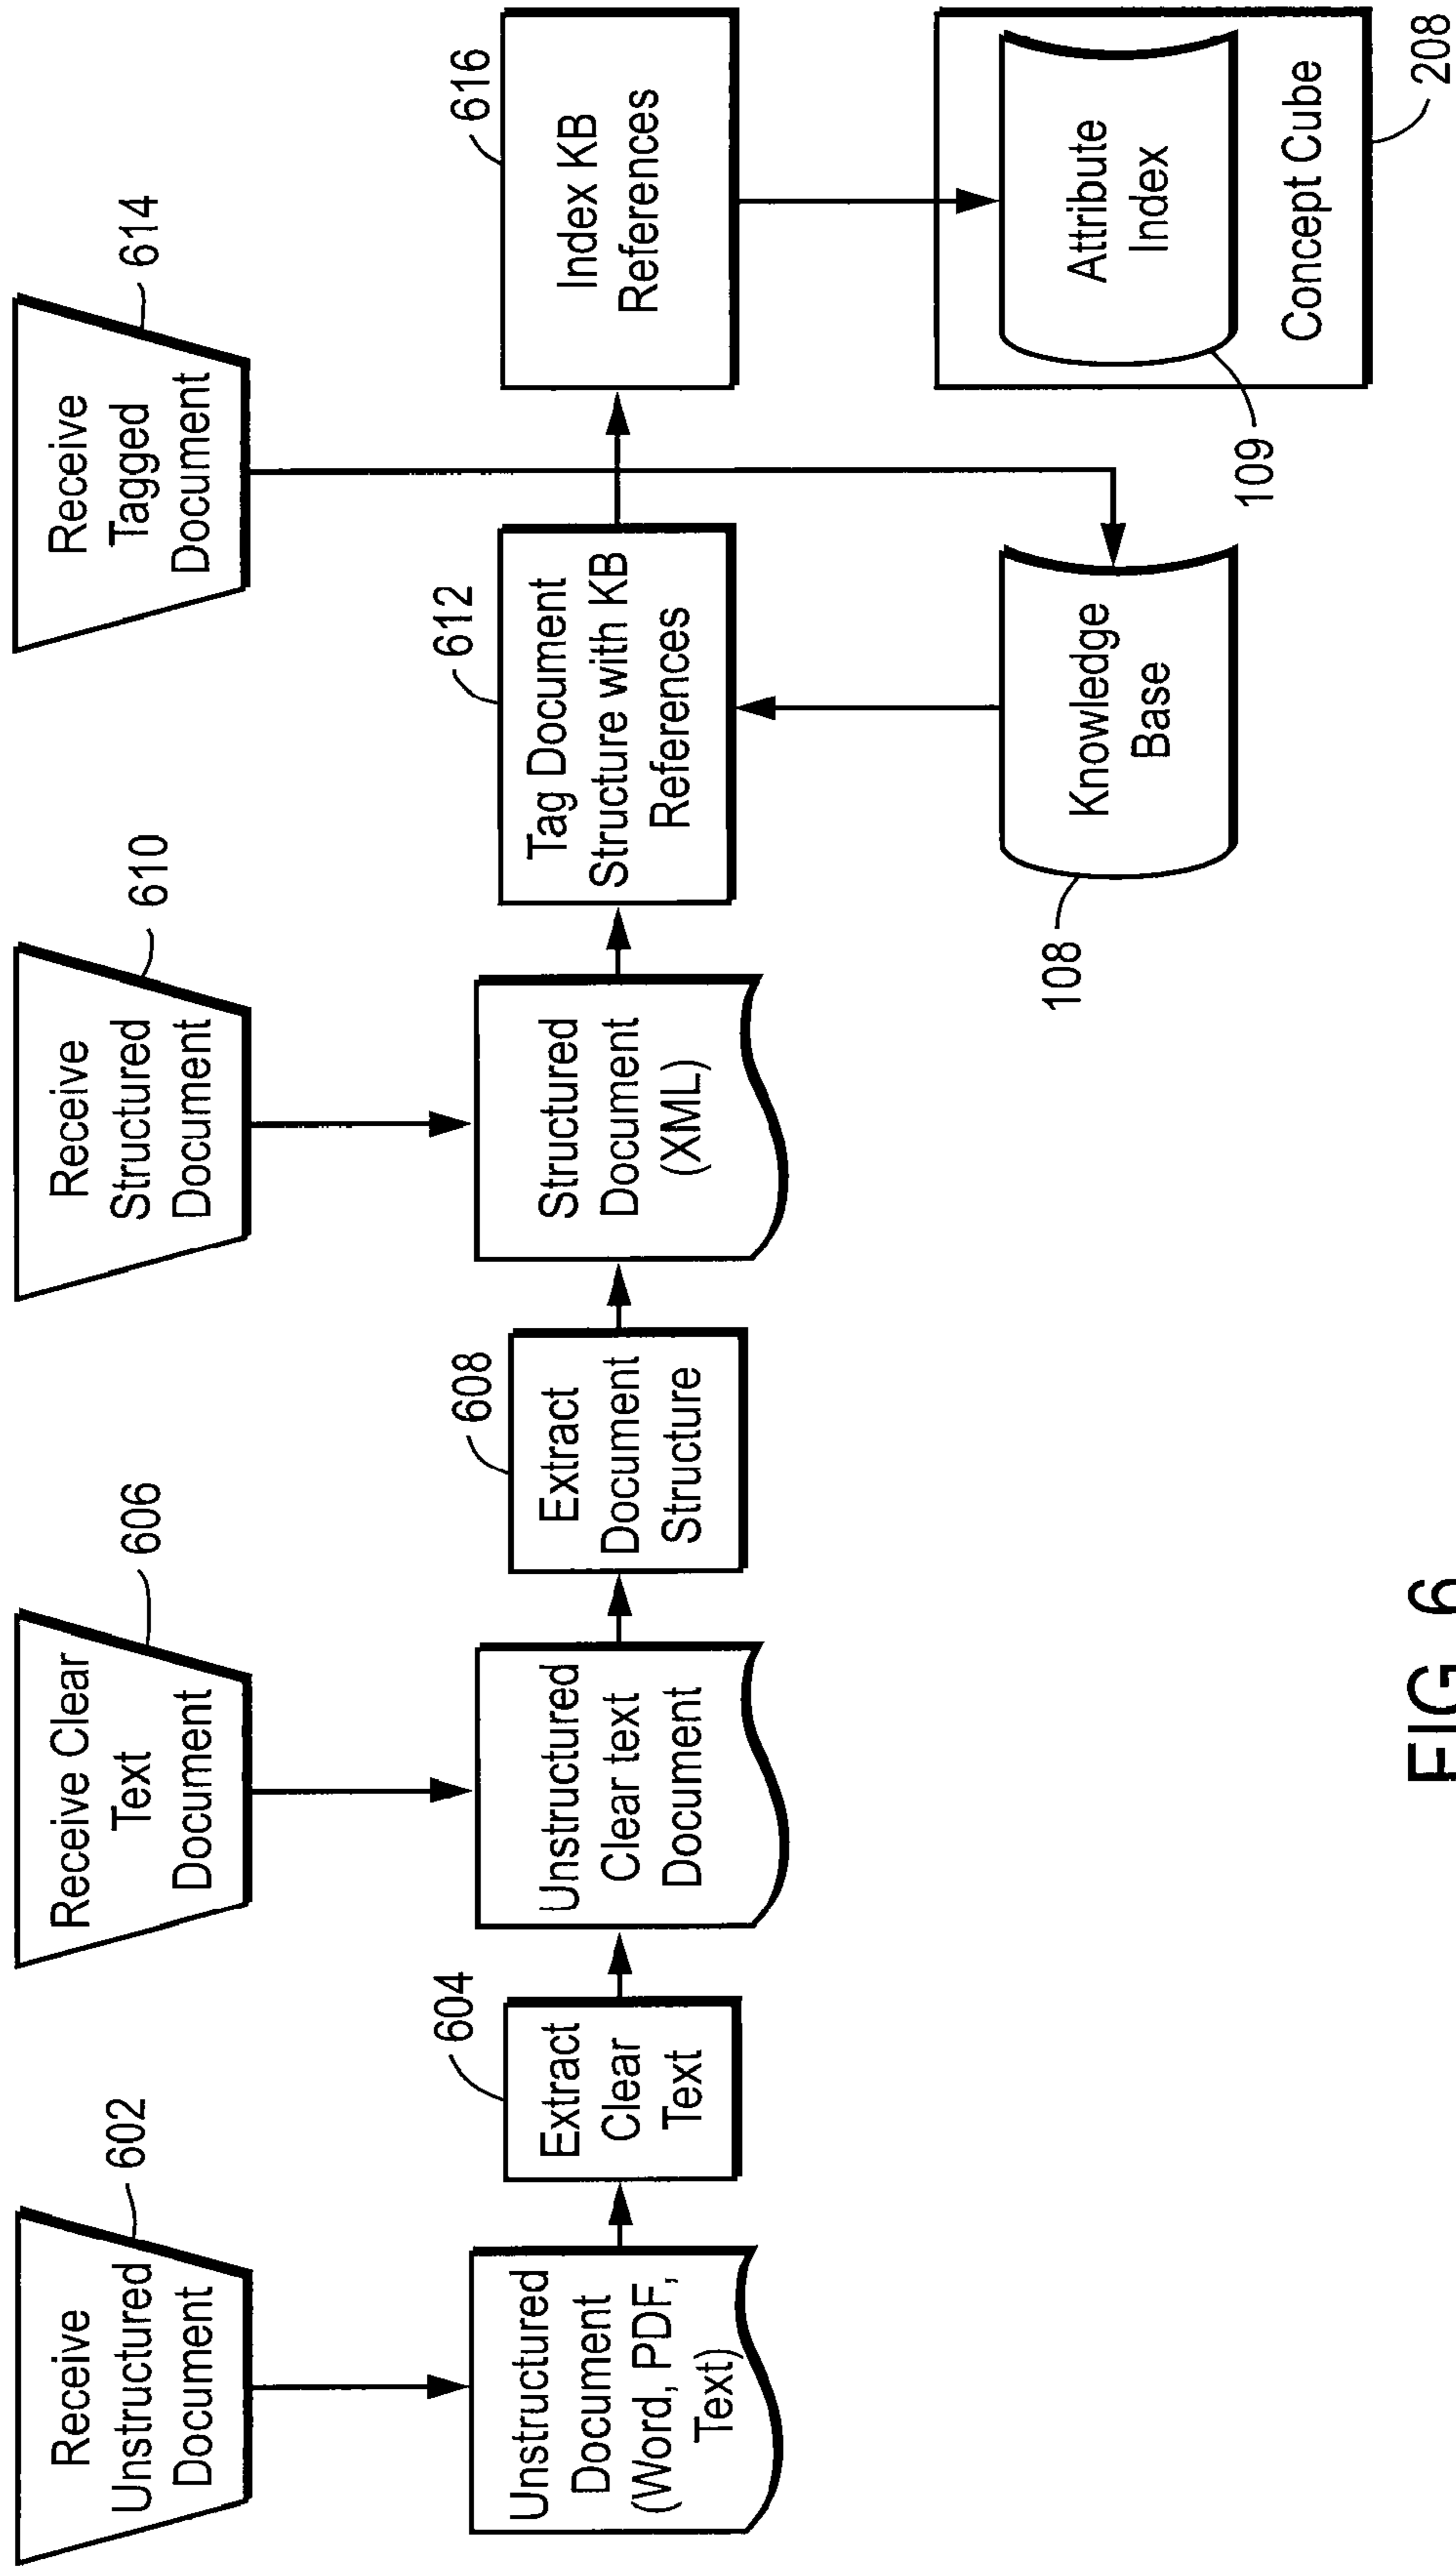 Receive
Unstructured
Document
602
Receive Clear
Text
Document
606
Receive
Structured
Document
610
Receive
Tagged
Document
614
Unstructured
Document
(Word, PDF,
Text)
Extract
Clear
Text
604
Unstructured
Clear text
Document
Extract
Document
Structure
608
Structured
Document
(XML)
Tag Document
Structure with KB
References
612
Index KB
References
616
Knowledge
Base
108
Attribute
Index
109
Concept Cube
208
FIG. 6